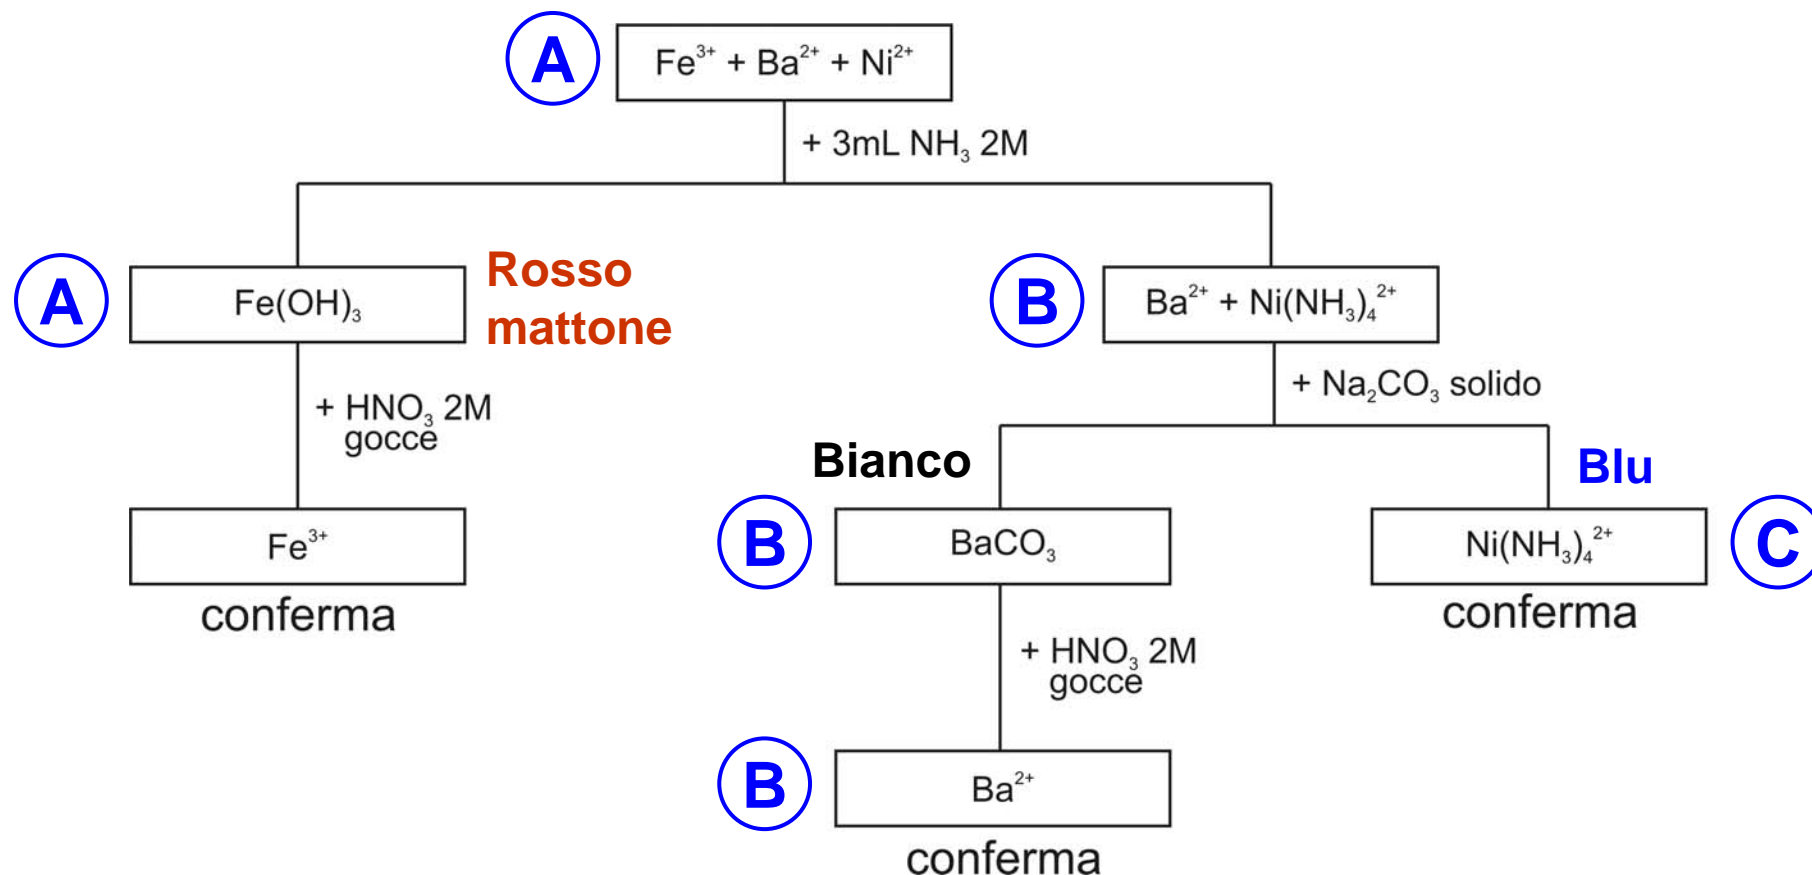 A
Fe³⁺ + Ba²⁺ + Ni²⁺
+ 3mL NH₃ 2M
A
Fe(OH)₃
Rosso
mattone
B
Ba²⁺ + Ni(NH₃)₄²⁺
+ HNO₃ 2M
gocce
+ Na₂CO₃ solido
Bianco
Blu
Fe³⁺
conferma
B
BaCO₃
Ni(NH₃)₄²⁺
C
conferma
+ HNO₃ 2M
gocce
B
Ba²⁺
conferma